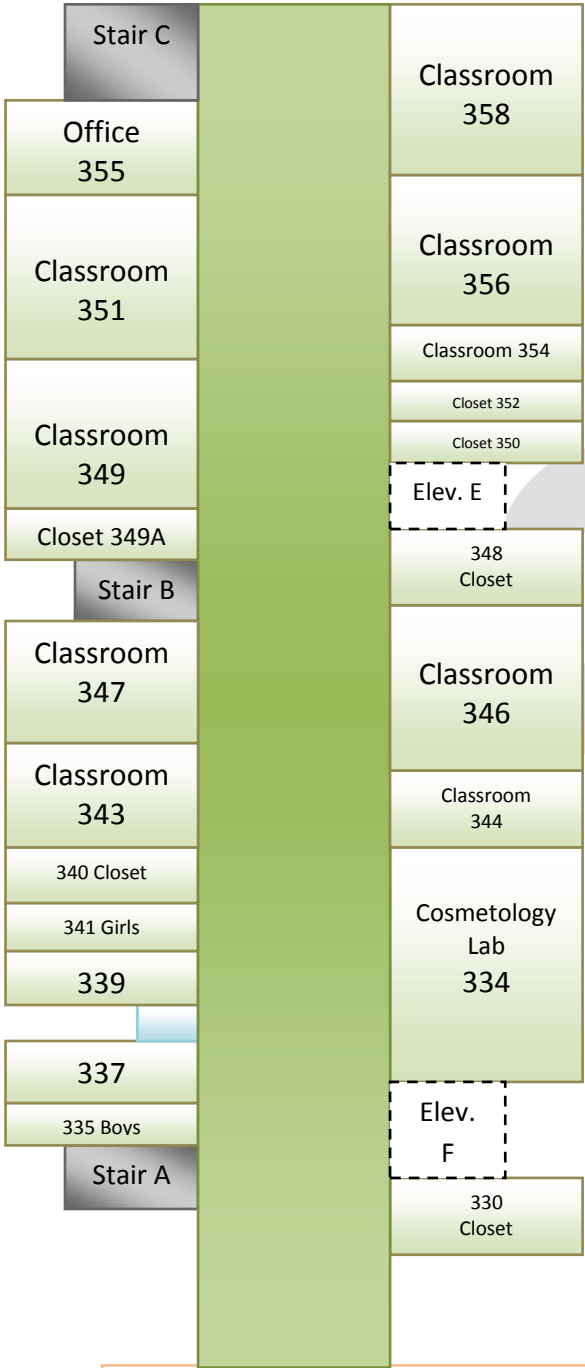 Stair C
Office
355
Classroom
351
Classroom
349
Closet 349A
Stair B
Classroom
347
Classroom
343
340 Closet
341 Girls
339
337
335 Boys
Stair A
Classroom
358
Classroom
356
Classroom 354
Closet 352
Closet 350
Elev. E
348
Closet
Classroom
346
Classroom
344
Cosmetology
Lab
334
Elev.
F
330
Closet